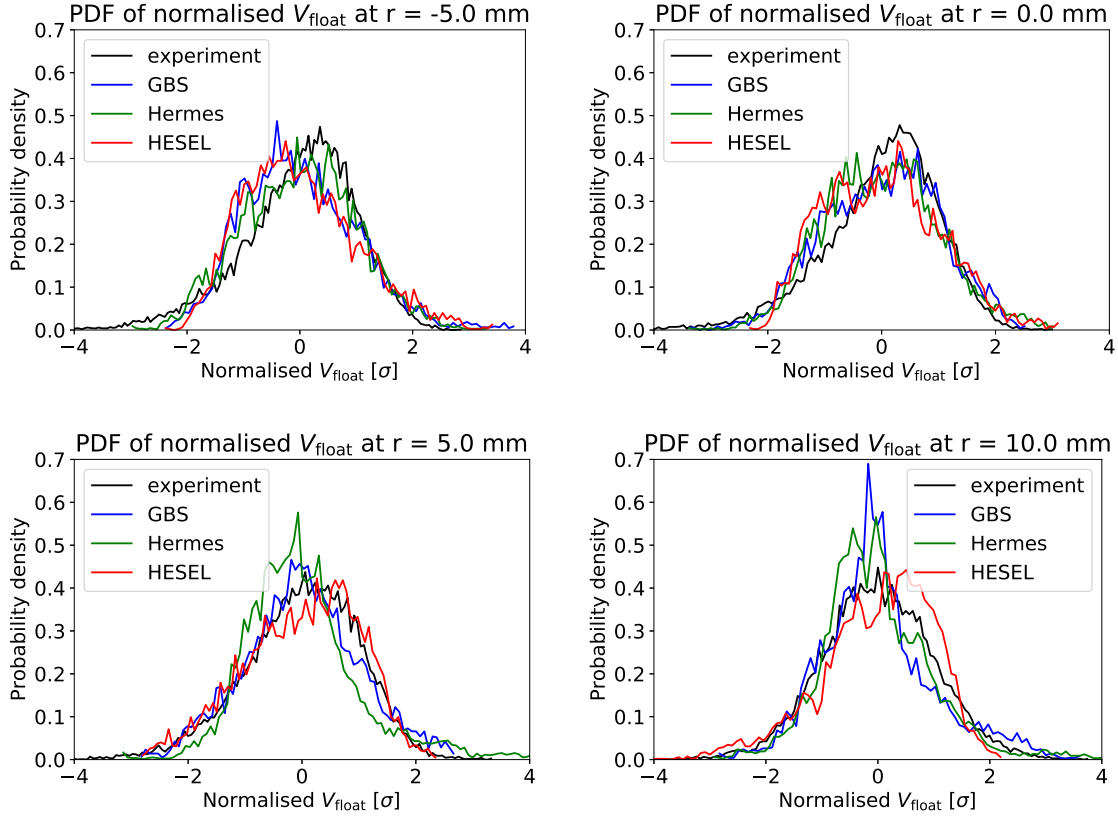 PDF of normalised V_float at r = -5.0 mm
0.7
0.6
0.5
0.4
0.3
0.2
0.1
0.0
Probability density
experiment
GBS
Hermes
HESEL
−4 −2 0 2 4
Normalised V_float [σ]
PDF of normalised V_float at r = 0.0 mm
0.7
0.6
0.5
0.4
0.3
0.2
0.1
0.0
Probability density
experiment
GBS
Hermes
HESEL
−4 −2 0 2 4
Normalised V_float [σ]
PDF of normalised V_float at r = 5.0 mm
0.7
0.6
0.5
0.4
0.3
0.2
0.1
0.0
Probability density
experiment
GBS
Hermes
HESEL
−4 −2 0 2 4
Normalised V_float [σ]
PDF of normalised V_float at r = 10.0 mm
0.7
0.6
0.5
0.4
0.3
0.2
0.1
0.0
Probability density
experiment
GBS
Hermes
HESEL
−4 −2 0 2 4
Normalised V_float [σ]